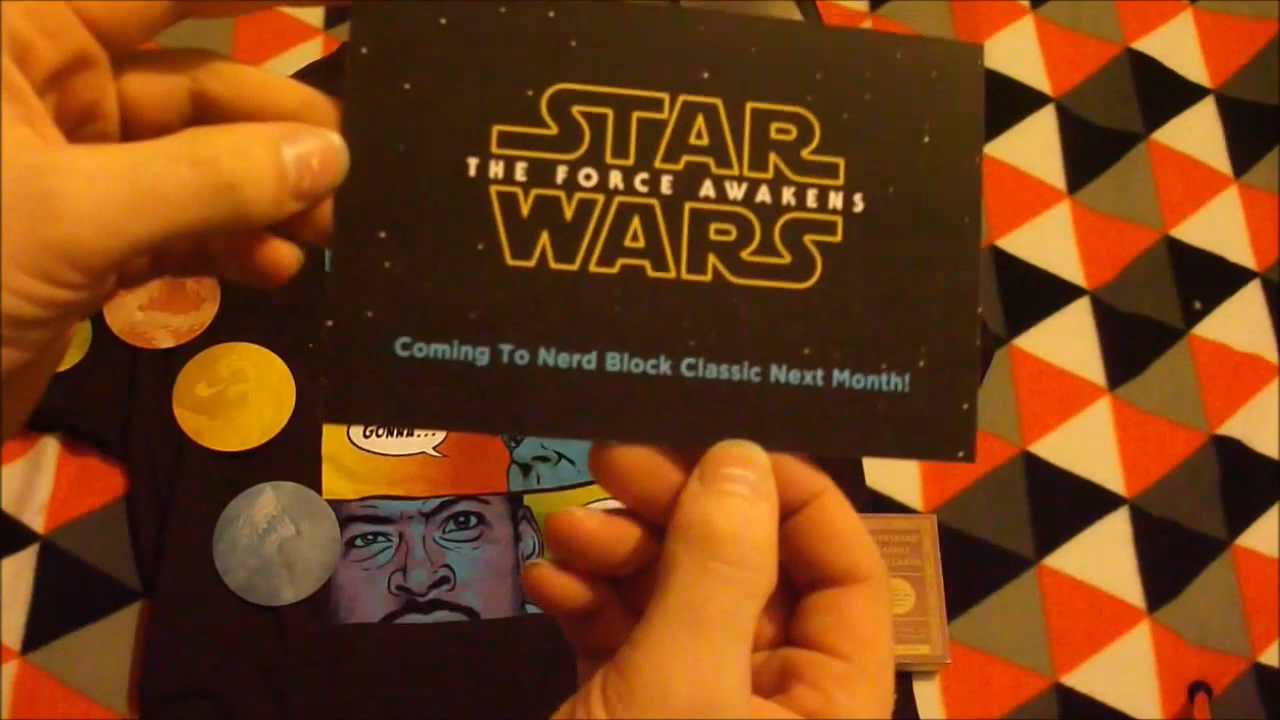 STAR
THE FORCE AWAKENS
WARS
Coming To Nerd Block Classic Next Month!
GONNA...